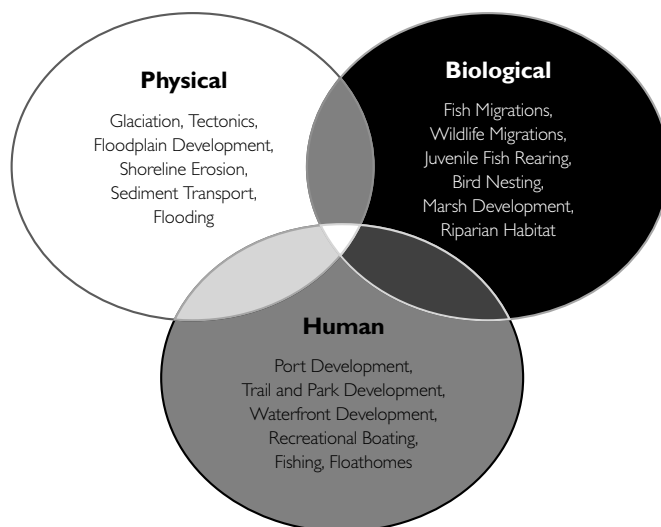 Physical
Glaciation, Tectonics,
Floodplain Development,
Shoreline Erosion,
Sediment Transport,
Flooding
Biological
Fish Migrations,
Wildlife Migrations,
Juvenile Fish Rearing,
Bird Nesting,
Marsh Development,
Riparian Habitat
Human
Port Development,
Trail and Park Development,
Waterfront Development,
Recreational Boating,
Fishing, Floathomes